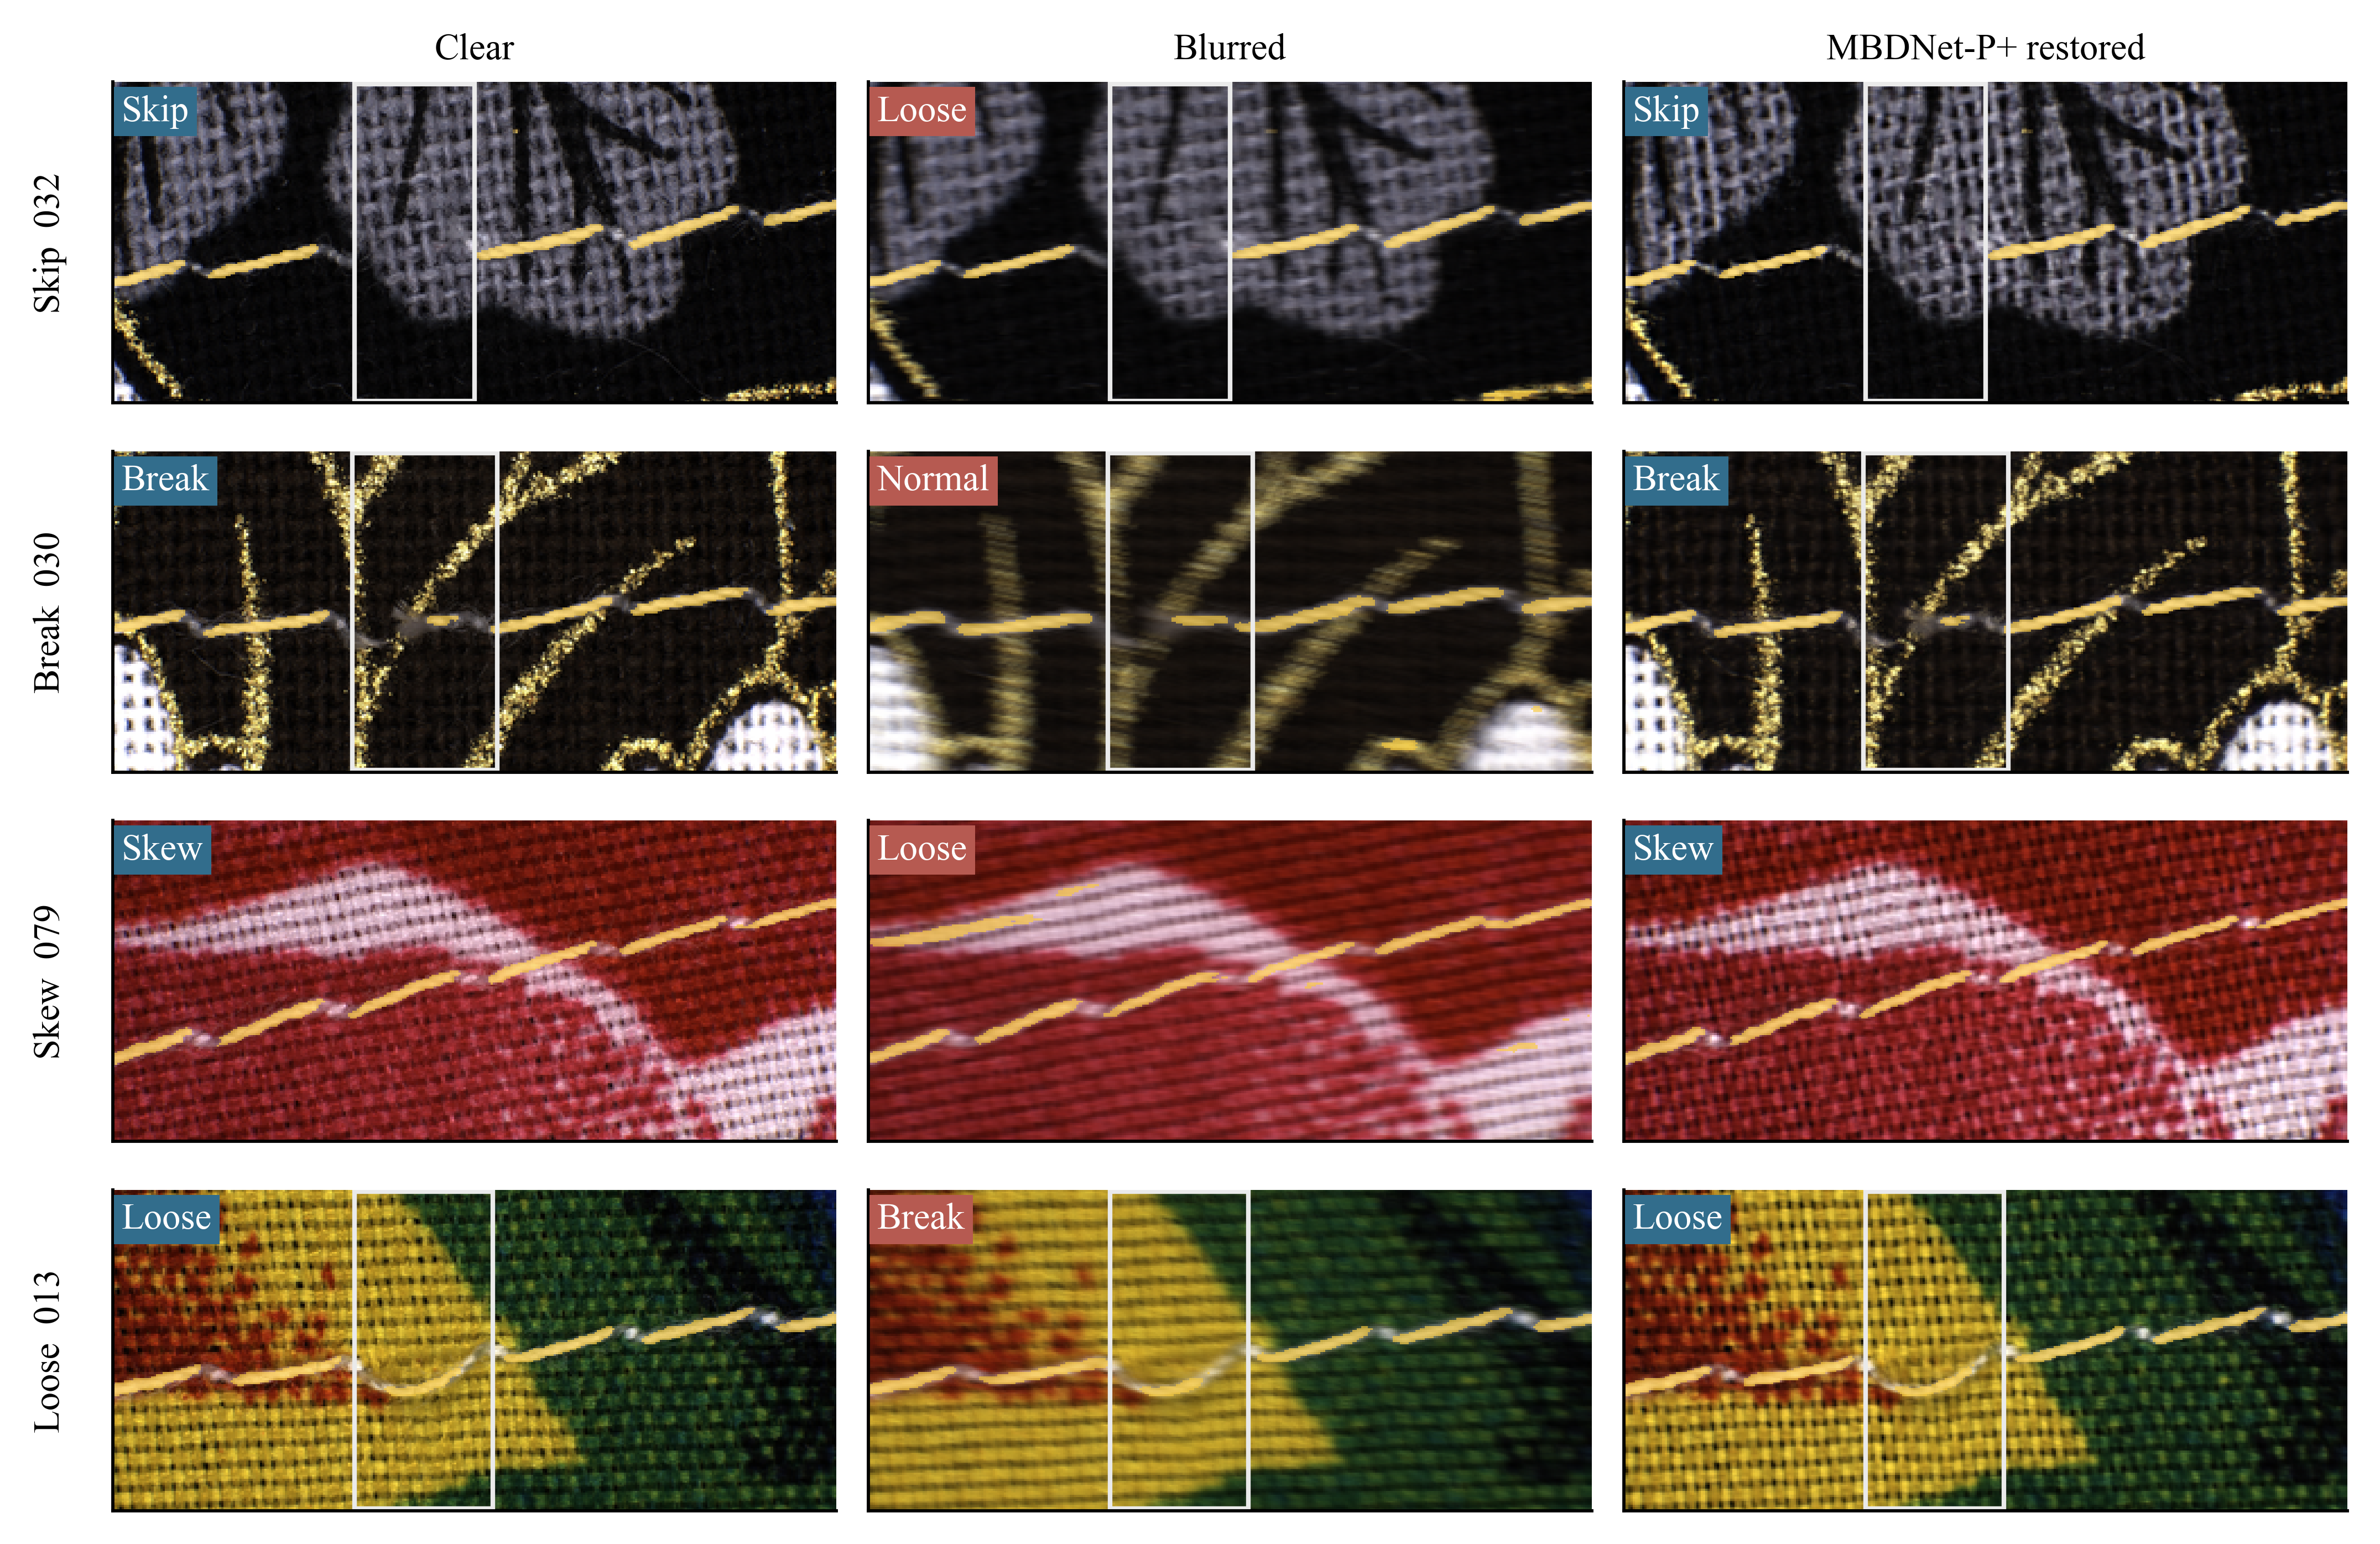 Clear
Blurred
MBDNet-P+ restored
Skip 032
Skip
Loose
Skip
Break 030
Break
Normal
Break
Skew 079
Skew
Loose
Skew
Loose 013
Loose
Break
Loose